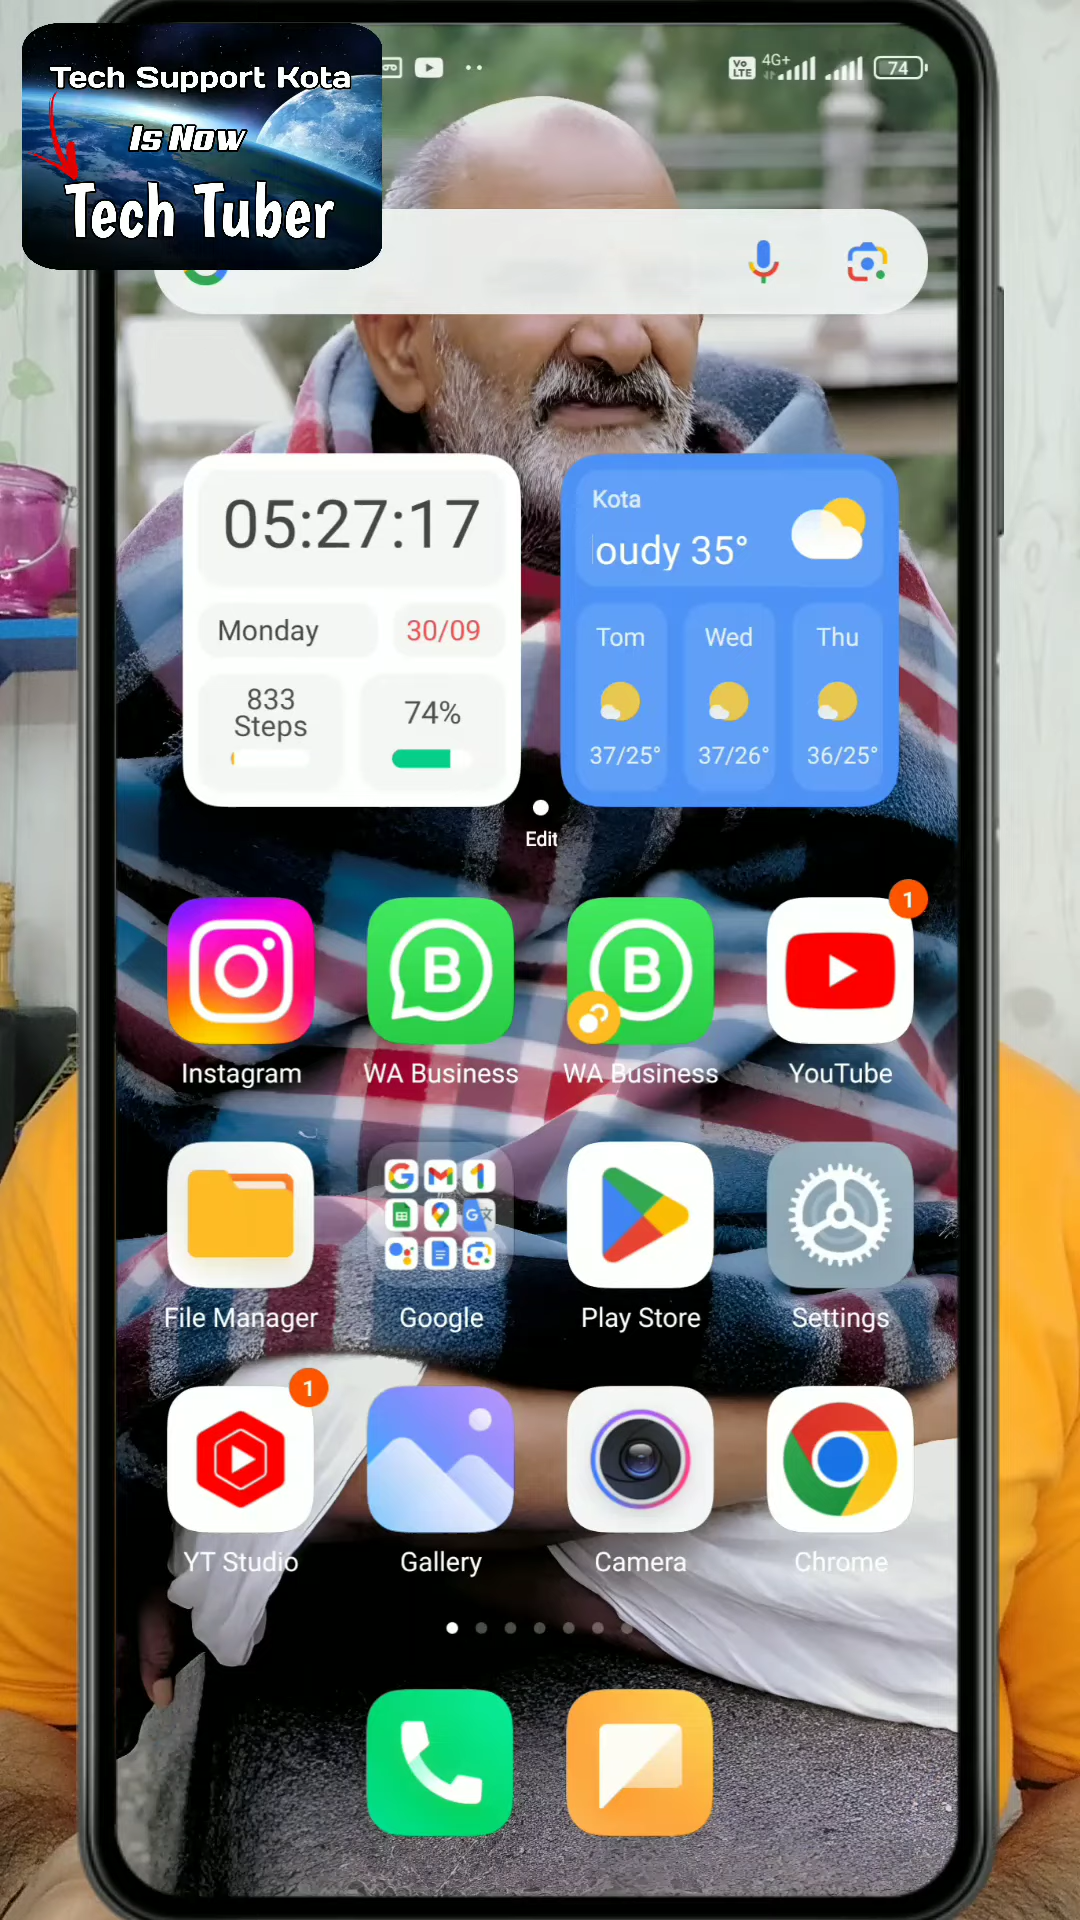 Tech Support Kota
Is Now
Tech Tuber
Vo
LTE
4G+
74
05:27:17
Monday
30/09
833
Steps
74%
Kota
oudy 35°
Tom
Wed
Thu
37/25°
37/26°
36/25°
Edit
1
B
B
Instagram
WA Business
WA Business
YouTube
File Manager
Google
Play Store
Settings
1
YT Studio
Gallery
Camera
Chrome